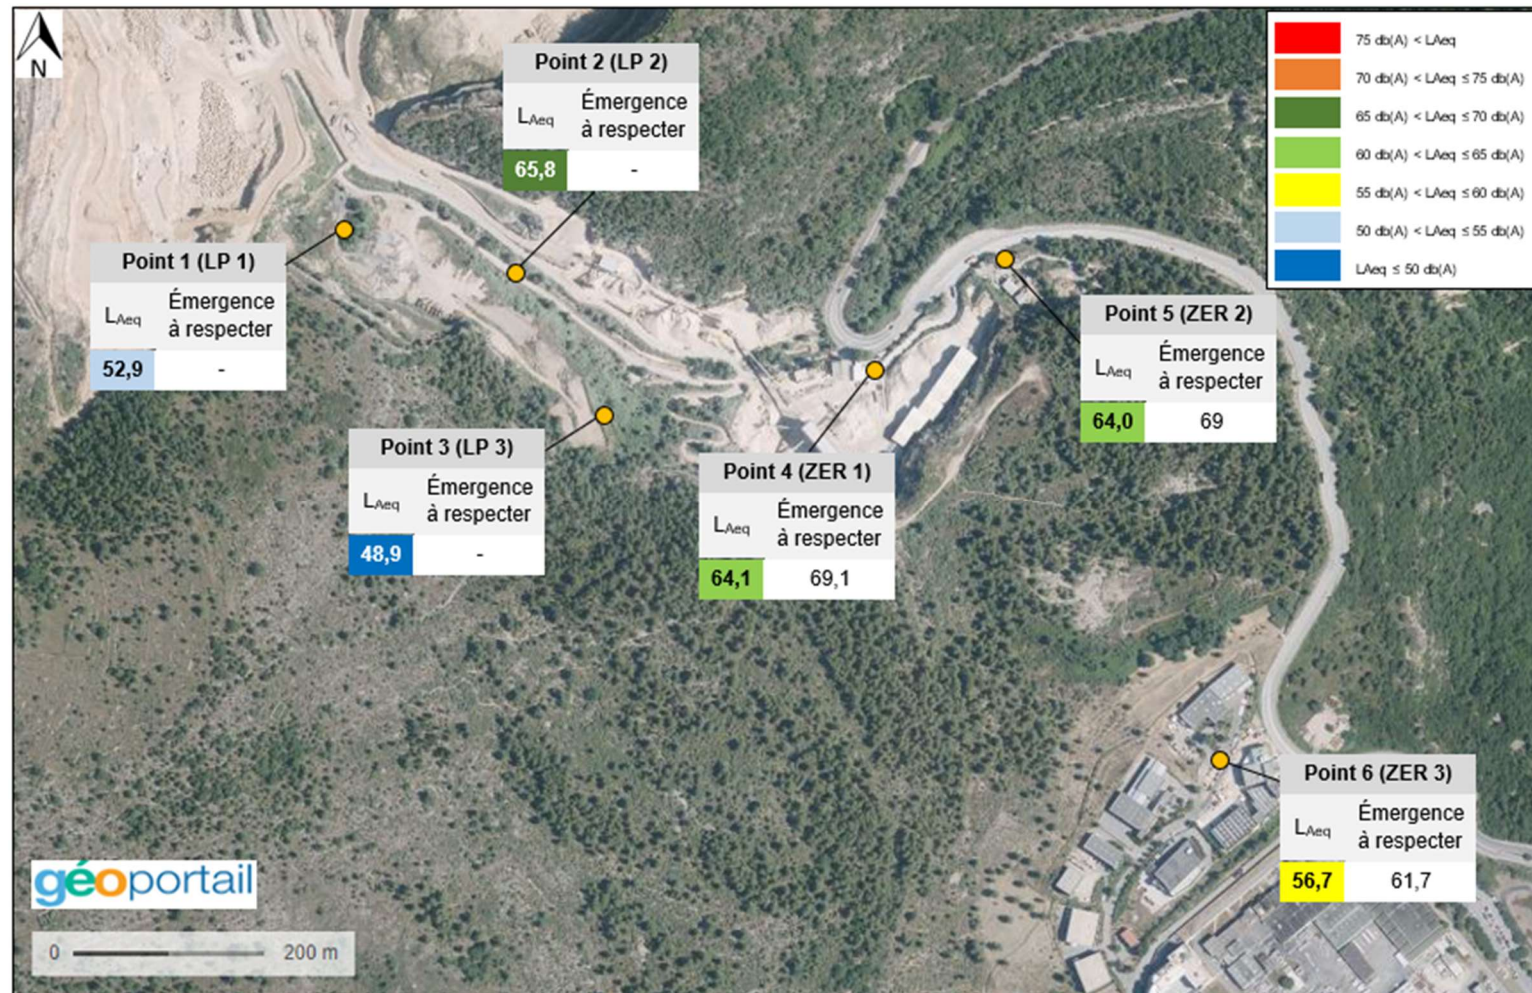 N
75 db(A) < LAeq
70 db(A) < LAeq ≤ 75 db(A)
65 db(A) < LAeq ≤ 70 db(A)
60 db(A) < LAeq ≤ 65 db(A)
55 db(A) < LAeq ≤ 60 db(A)
50 db(A) < LAeq ≤ 55 db(A)
LAeq ≤ 50 db(A)
Point 2 (LP 2)
LAeq Émergence
à respecter
65,8 -
Point 1 (LP 1)
LAeq Émergence
à respecter
52,9 -
Point 5 (ZER 2)
LAeq Émergence
à respecter
64,0 69
Point 3 (LP 3)
LAeq Émergence
à respecter
48,9 -
Point 4 (ZER 1)
LAeq Émergence
à respecter
64,1 69,1
Point 6 (ZER 3)
LAeq Émergence
à respecter
56,7 61,7
géoportail
0 200 m